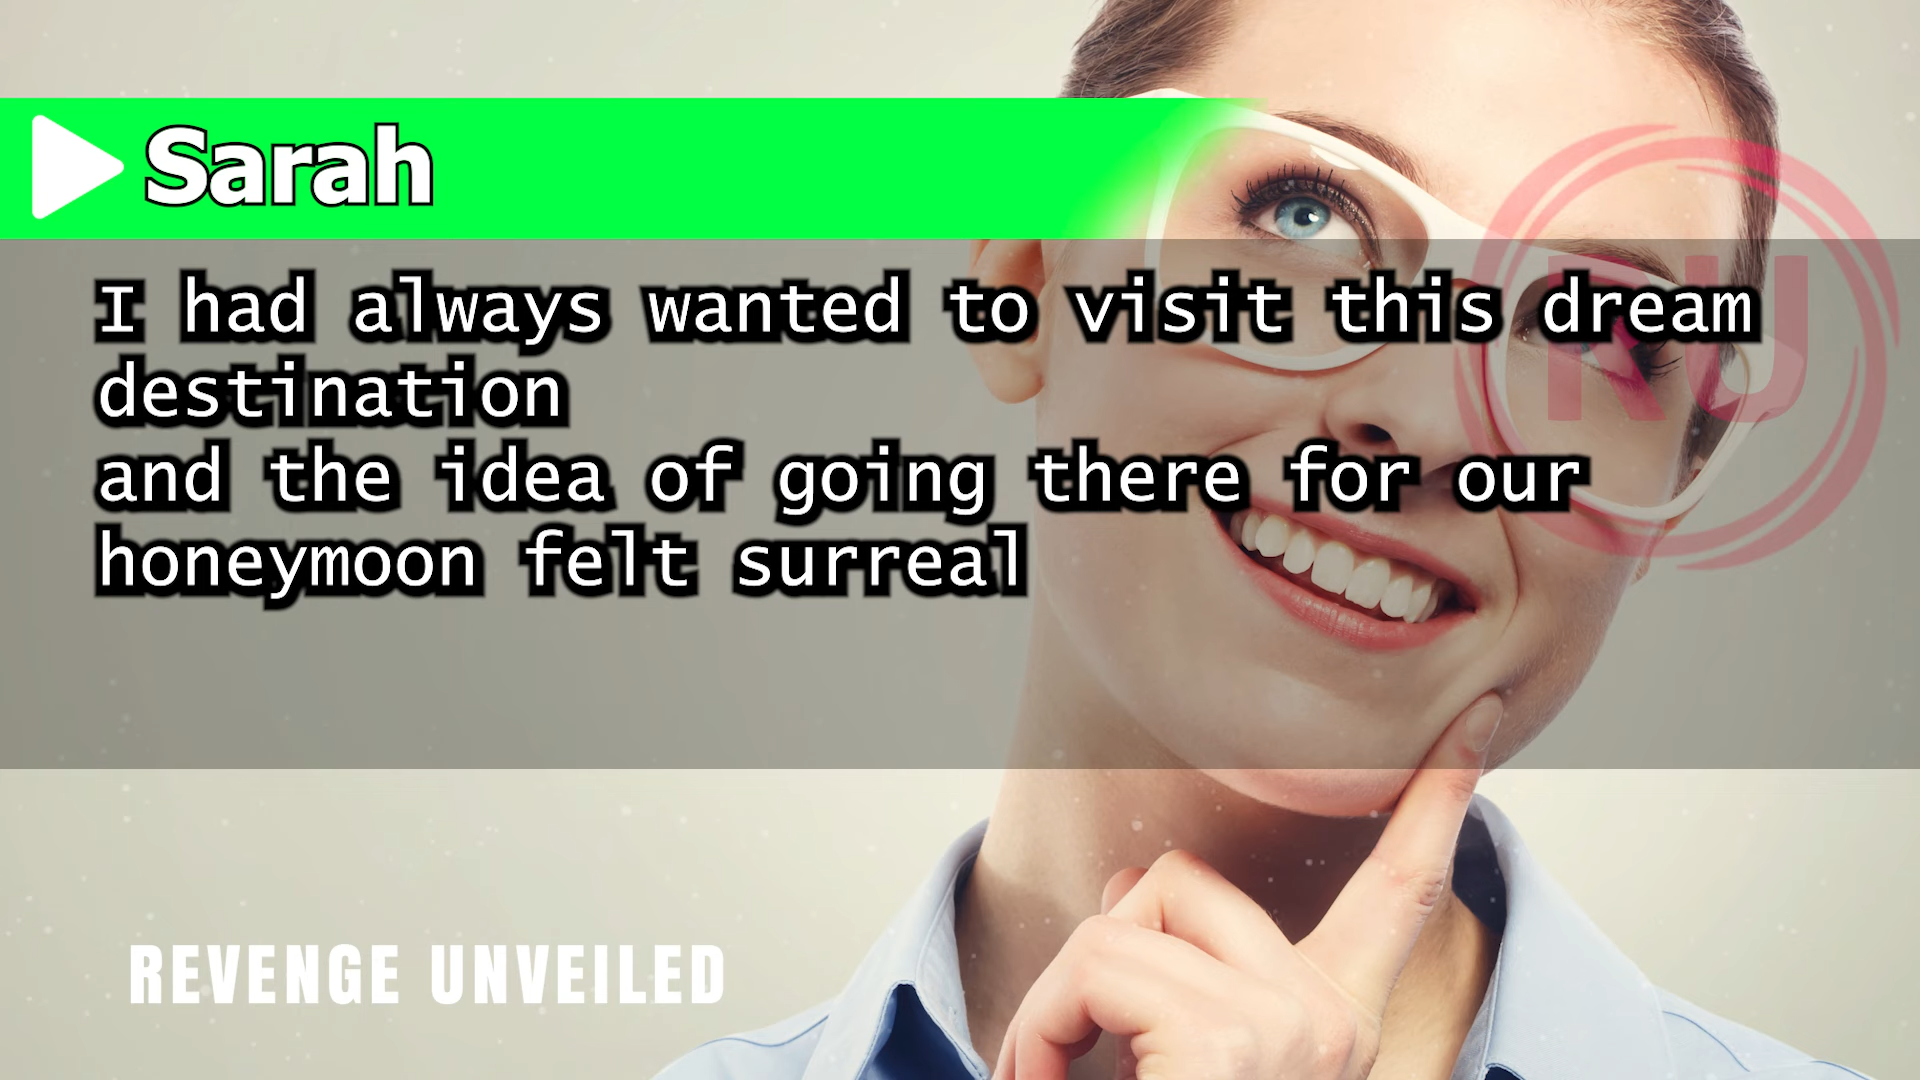 Sarah
I had always wanted to visit this dream
destination
and the idea of going there for our
honeymoon felt surreal
RU
REVENGE UNVEILED